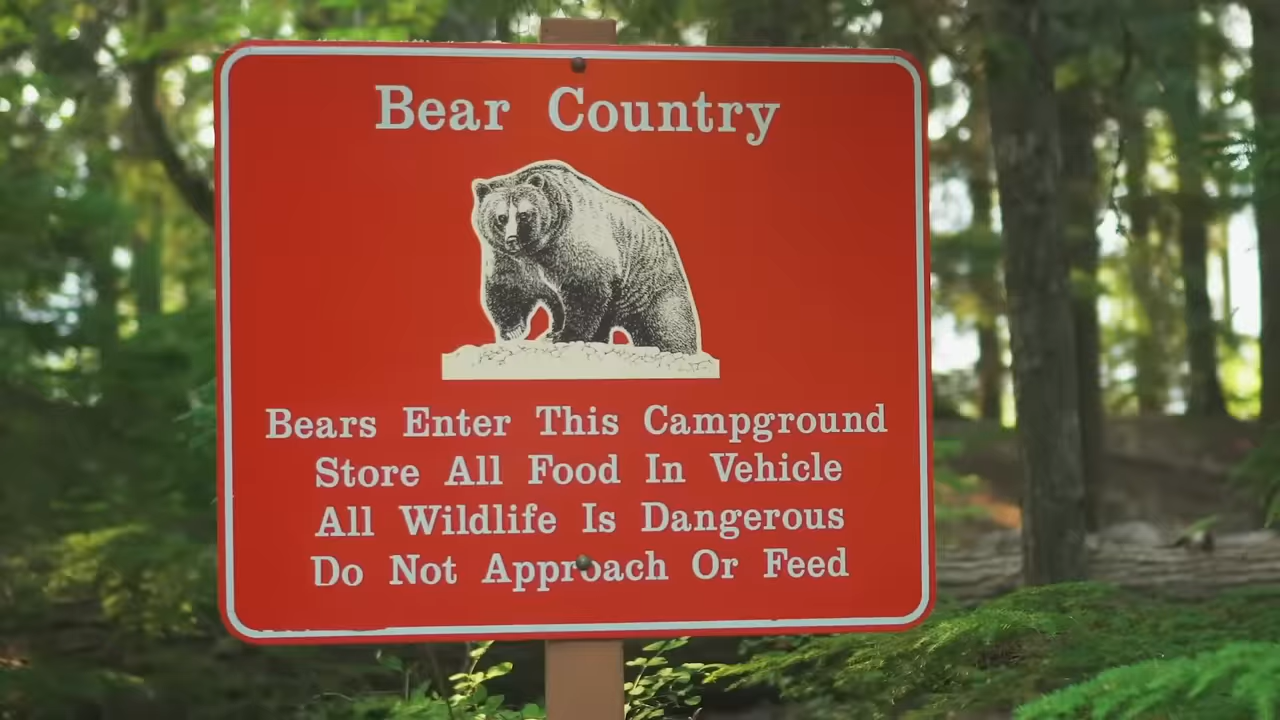 Bear Country
Bears Enter This Campground
Store All Food In Vehicle
All Wildlife Is Dangerous
Do Not Approach Or Feed